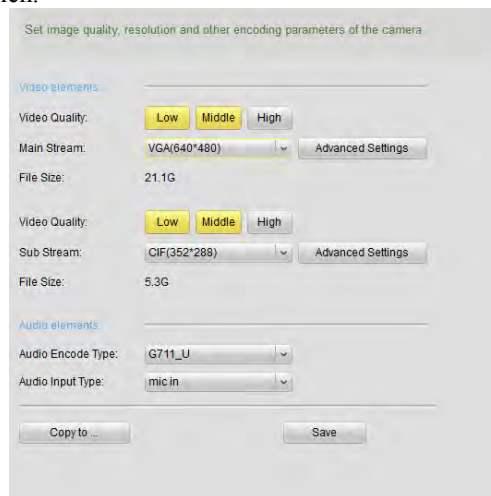 Set image quality, resolution and other encoding parameters of the camera
Video elements:
Video Quality: Low Middle High
Main Stream: VGA(640*480) Advanced Settings
File Size: 21.1G
Video Quality: Low Middle High
Sub Stream: CIF(352*288) Advanced Settings
File Size: 5.3G
Audio elements:
Audio Encode Type: G711_U
Audio Input Type: mic in
Copy to ... Save